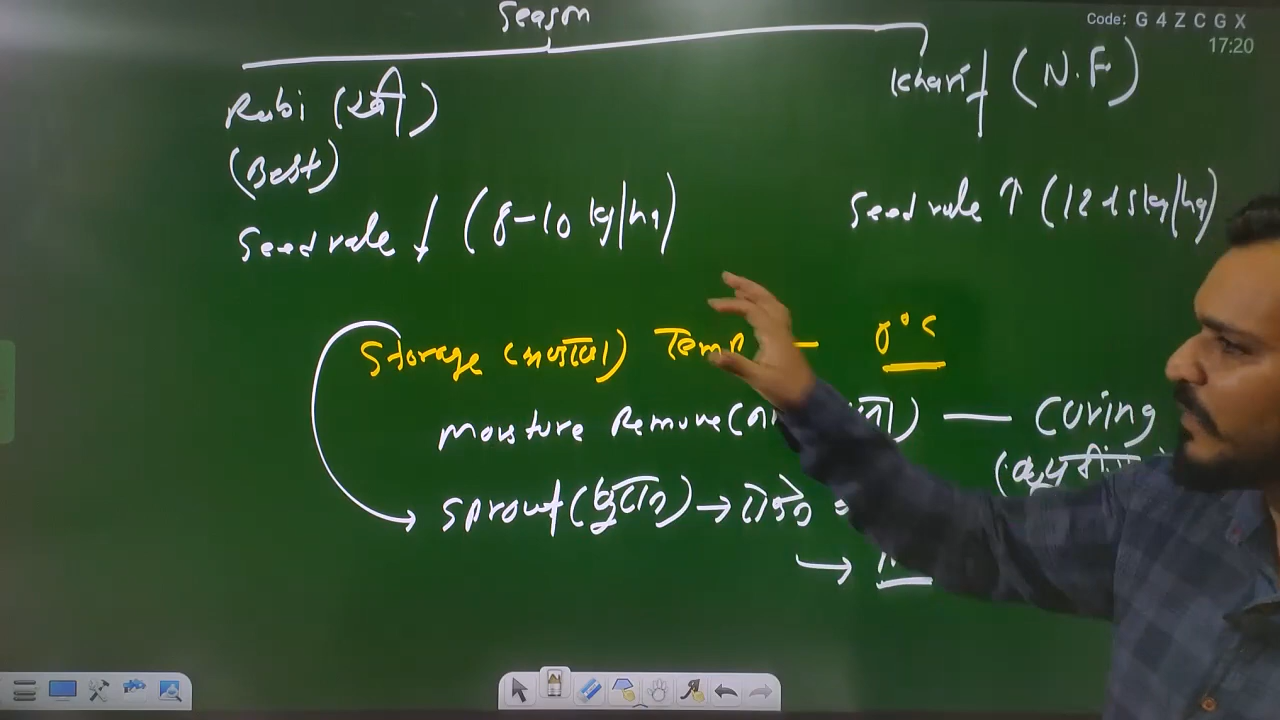 Season
Code: G 4 Z C G X
17:20
Rabi (रबी)
Kharif (N.F)
(Best)
Seed rate ↓ (8-10 kg/ha)
Seed rate ↑ (12-15 kg/ha)
Storage (भंडारण) Temp — 0°C
Moisture Remove ( — Curing
→ Sprout ( →
→